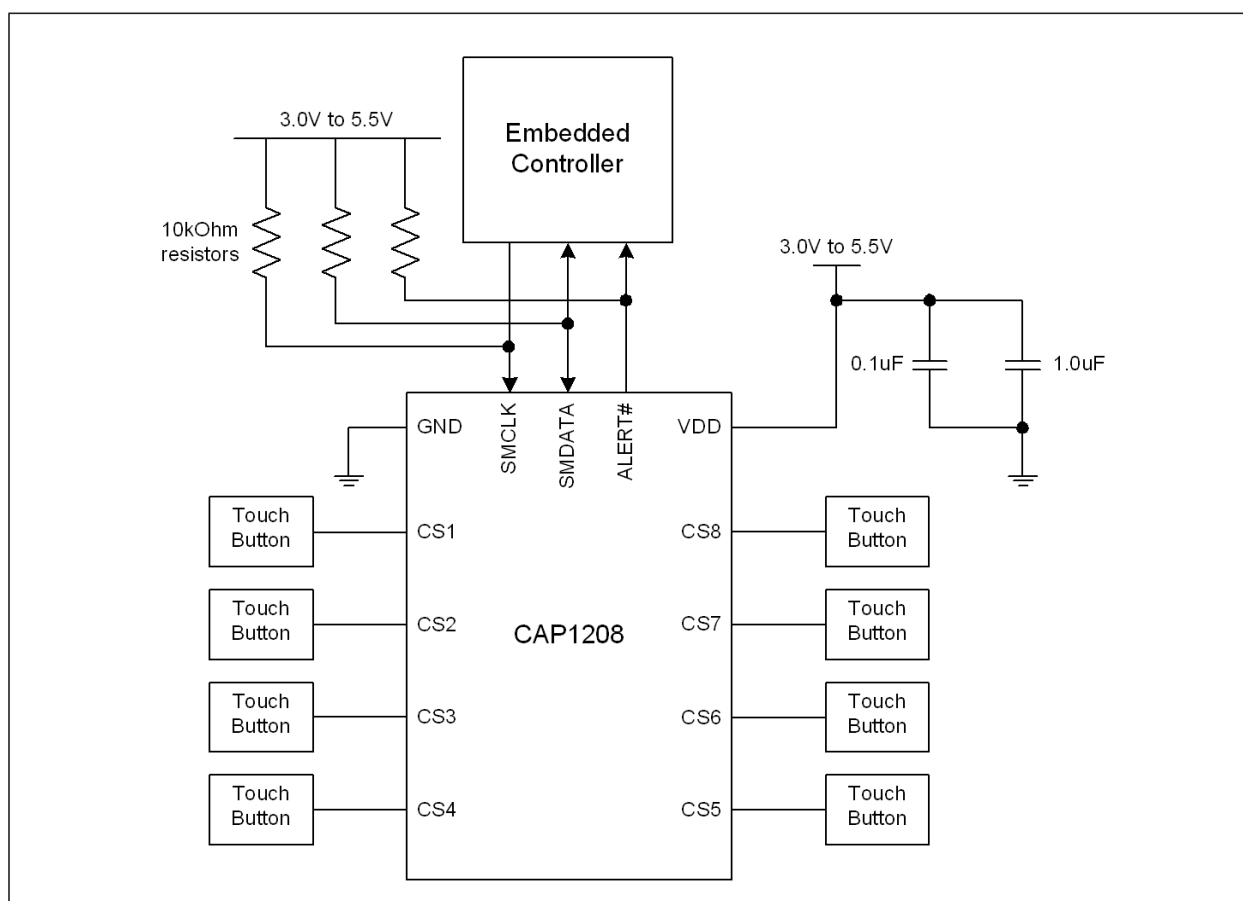 Embedded
Controller
3.0V to 5.5V
10kOhm
resistors
3.0V to 5.5V
0.1uF
1.0uF
GND
SMCLK
SMDATA
ALERT#
VDD
Touch
Button
CS1
CS8
Touch
Button
Touch
Button
CS2
CAP1208
CS7
Touch
Button
Touch
Button
CS3
CS6
Touch
Button
Touch
Button
CS4
CS5
Touch
Button